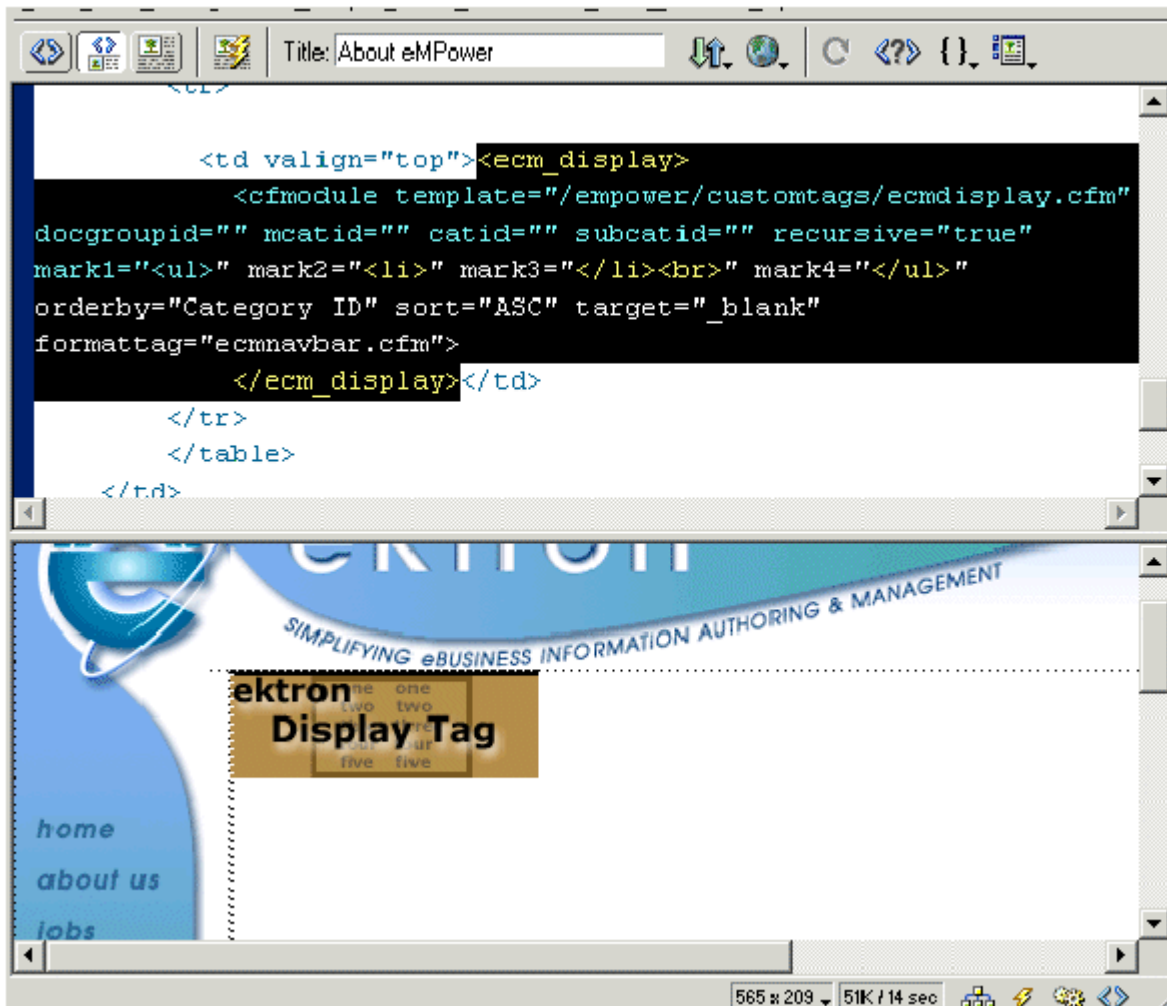 Title: About eMPower
<tr>
<td valign="top"><ecm_display>
<cfmodule template="/empower/customtags/ecmdisplay.cfm"
docgroupid="" mcatid="" catid="" subcatid="" recursive="true"
mark1="<ul>" mark2="<li>" mark3="</li><br>" mark4="</ul>"
orderby="Category ID" sort="ASC" target="_blank"
formattag="ecmnavbar.cfm">
</ecm_display></td>
</tr>
</table>
</td>
ektron
SIMPLIFYING eBUSINESS INFORMATION AUTHORING & MANAGEMENT
ektron
one
two two
Display Tag
five five
home
about us
jobs
565 x 209
51K / 14 sec